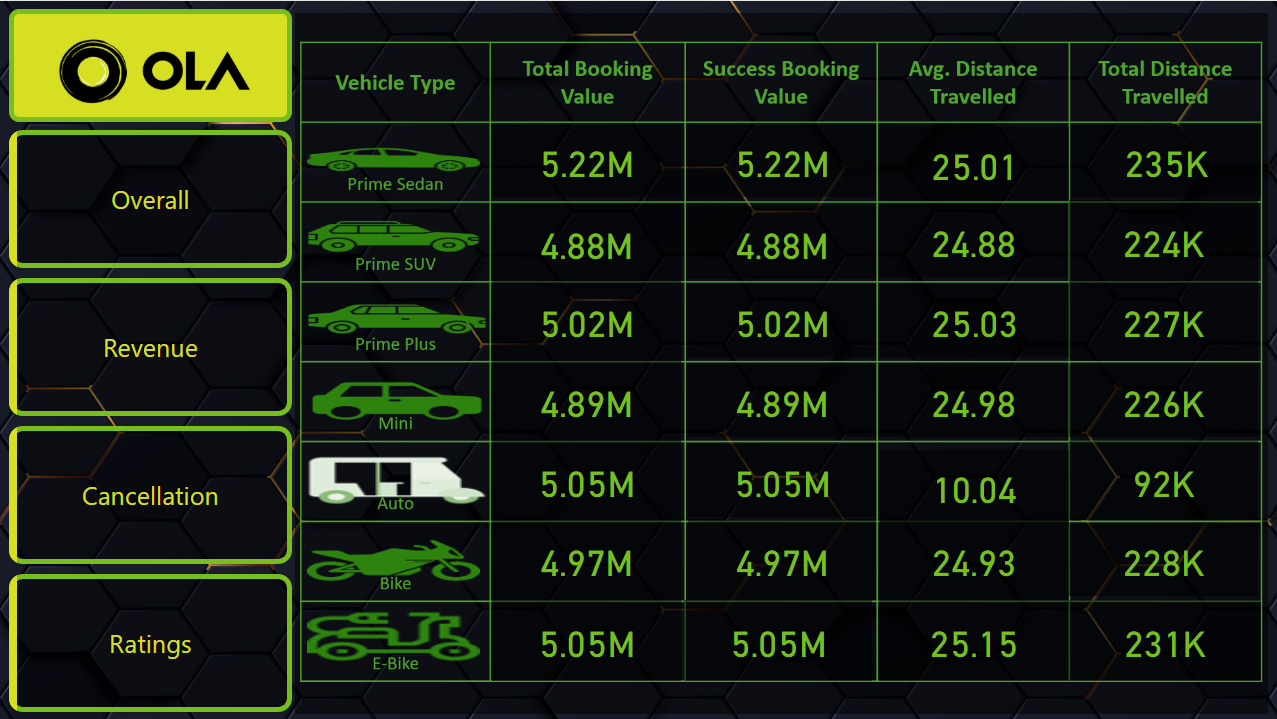 OLA
Overall
Revenue
Cancellation
Ratings
Vehicle Type
Total Booking
Value
Success Booking
Value
Avg. Distance
Travelled
Total Distance
Travelled
Prime Sedan
5.22M
5.22M
25.01
235K
Prime SUV
4.88M
4.88M
24.88
224K
Prime Plus
5.02M
5.02M
25.03
227K
Mini
4.89M
4.89M
24.98
226K
Auto
5.05M
5.05M
10.04
92K
Bike
4.97M
4.97M
24.93
228K
E-Bike
5.05M
5.05M
25.15
231K